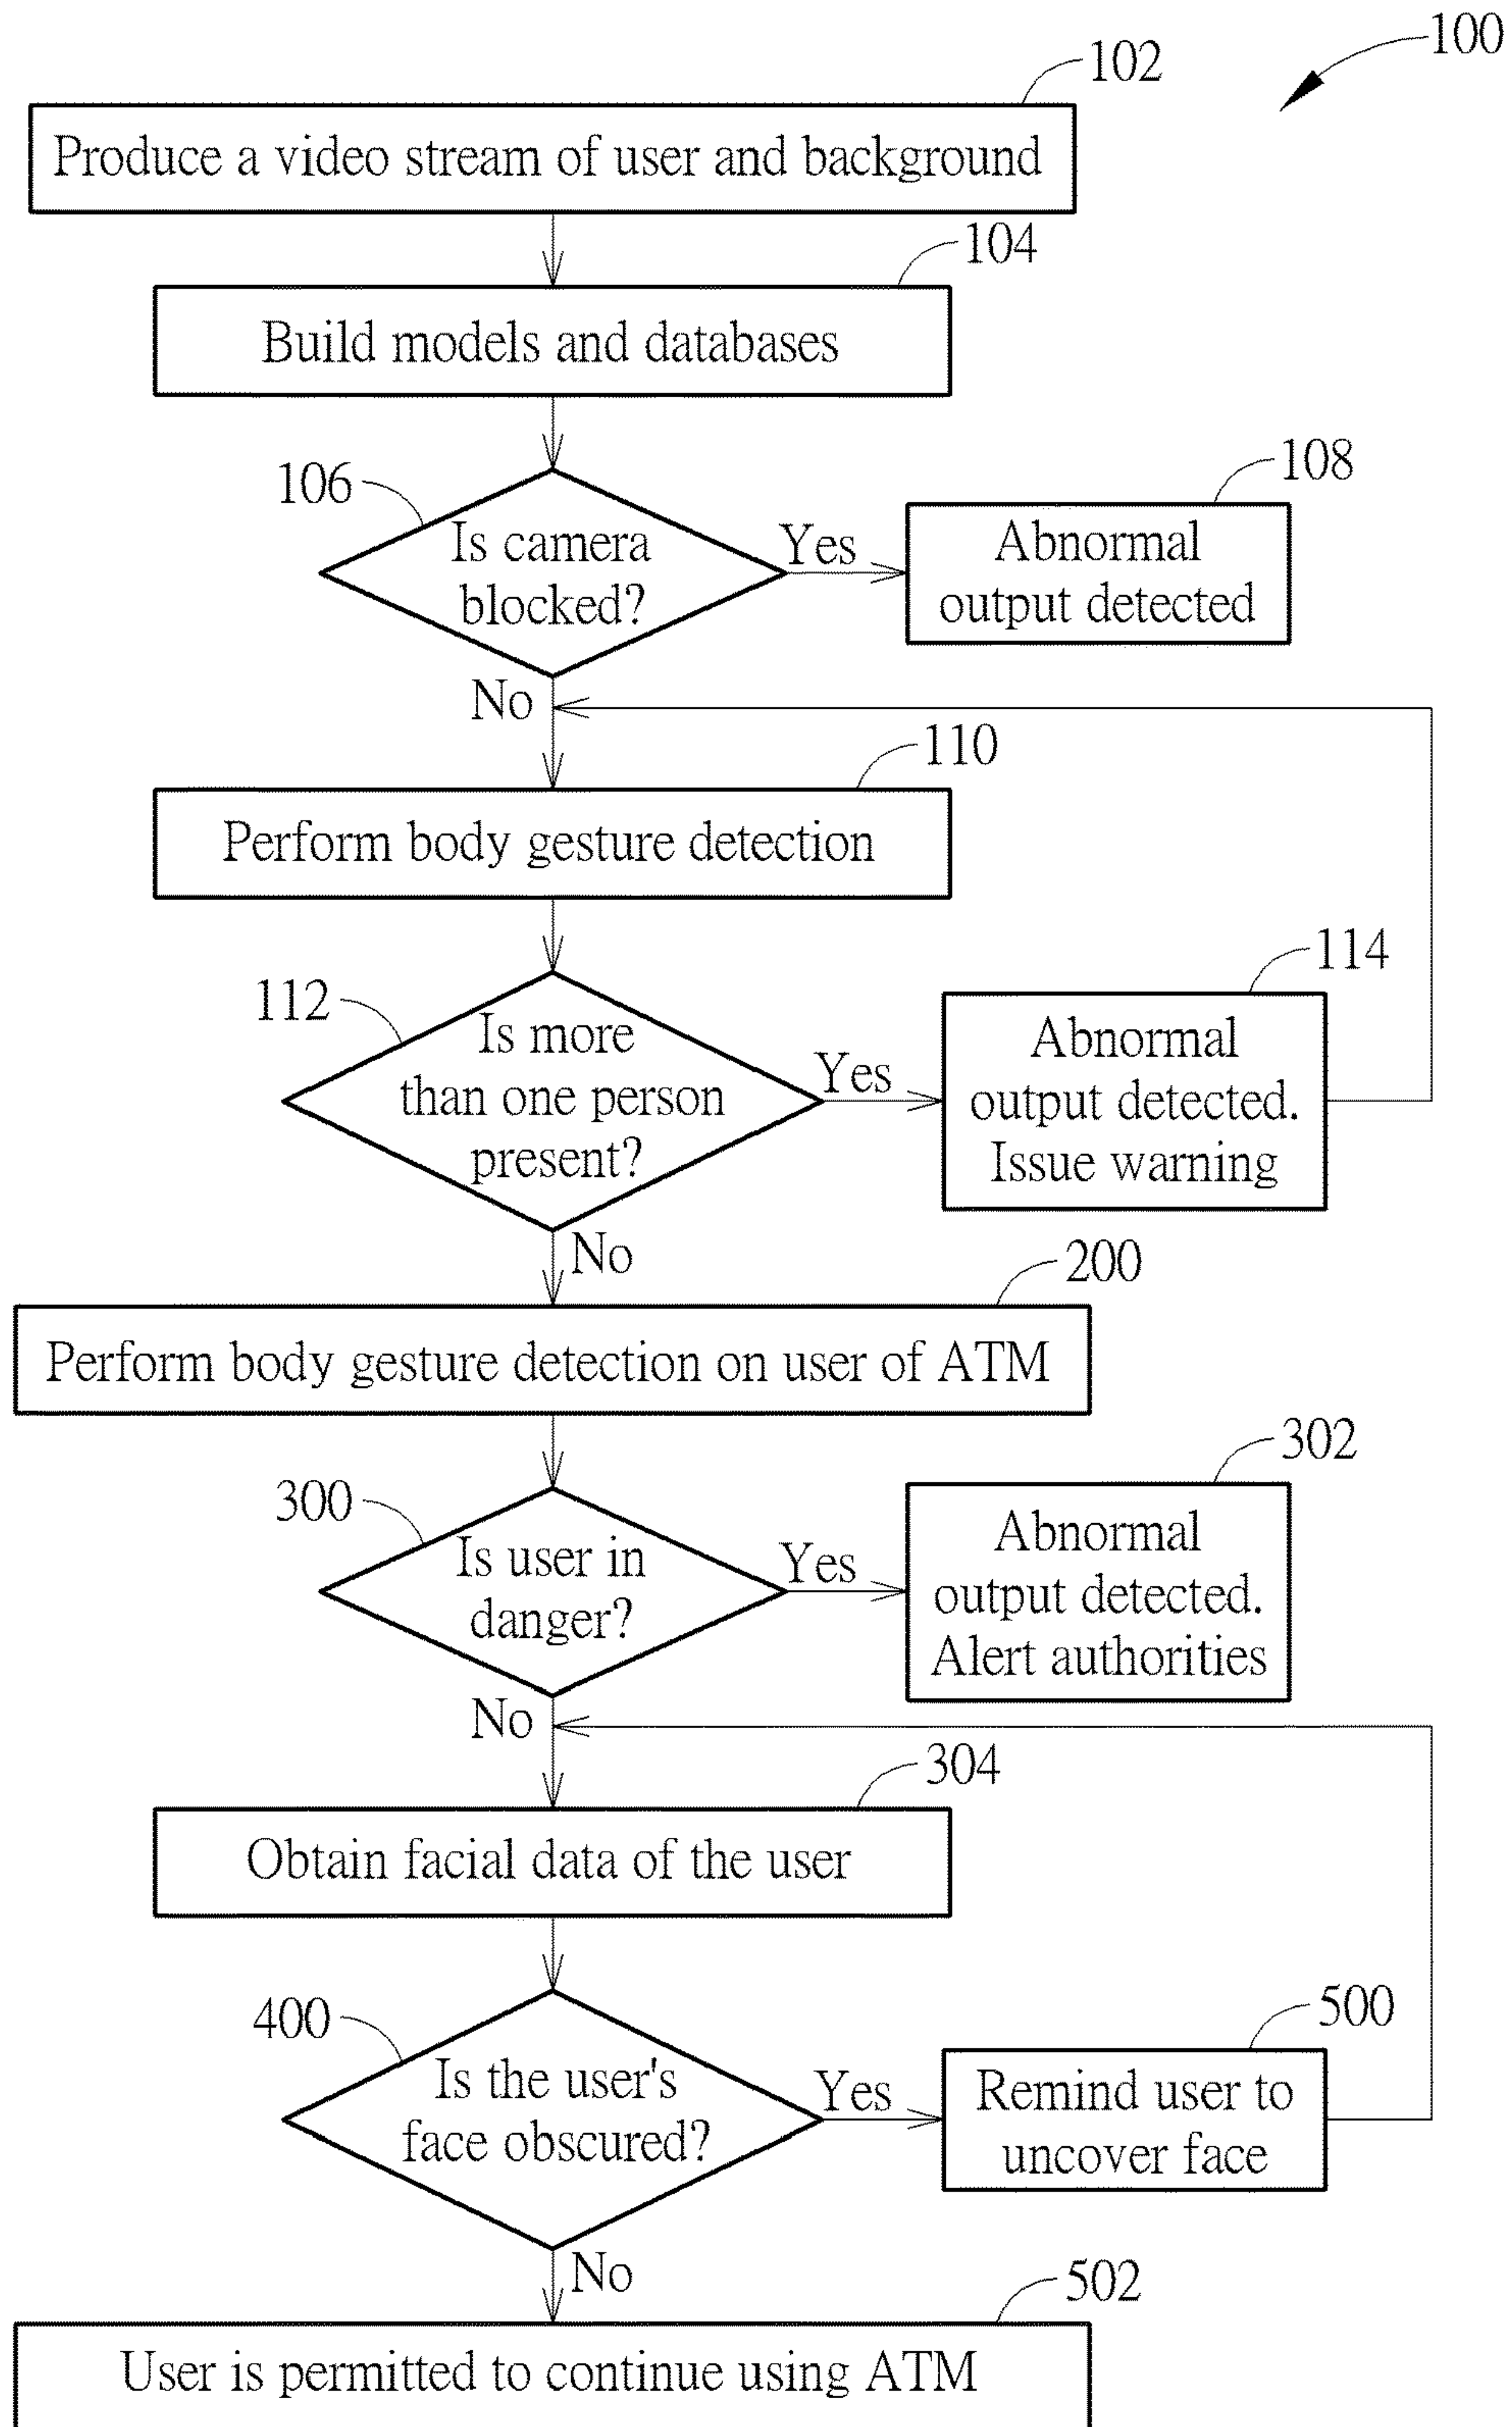 100
102
Produce a video stream of user and background
104
Build models and databases
106
Is camera
blocked?
Yes
108
Abnormal
output detected
No
110
Perform body gesture detection
112
Is more
than one person
present?
Yes
114
Abnormal
output detected.
Issue warning
No
200
Perform body gesture detection on user of ATM
300
Is user in
danger?
Yes
302
Abnormal
output detected.
Alert authorities
No
304
Obtain facial data of the user
400
Is the user's
face obscured?
Yes
500
Remind user to
uncover face
No
502
User is permitted to continue using ATM